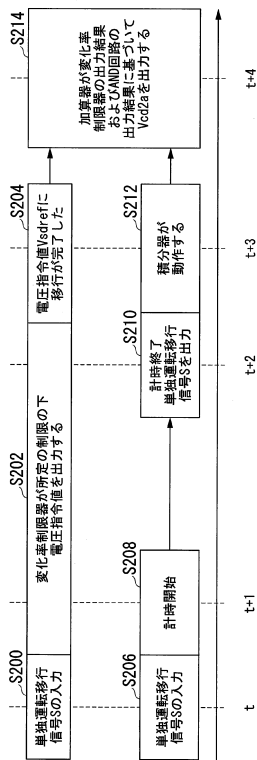 S200
単独運転移行
信号Sの入力
S202
変化率制限器が所定の制限の下
電圧指令値を出力する
S204
電圧指令値Vsdrefに
移行が完了した
S206
単独運転移行
信号Sの入力
S208
計時開始
S210
計時終了
単独運転移行
信号Sを出力
S212
積分器が
動作する
S214
加算器が変化率
制限器の出力結果
およびAND回路の
出力結果に基づいて
Vcd2aを出力する
t
t+1
t+2
t+3
t+4